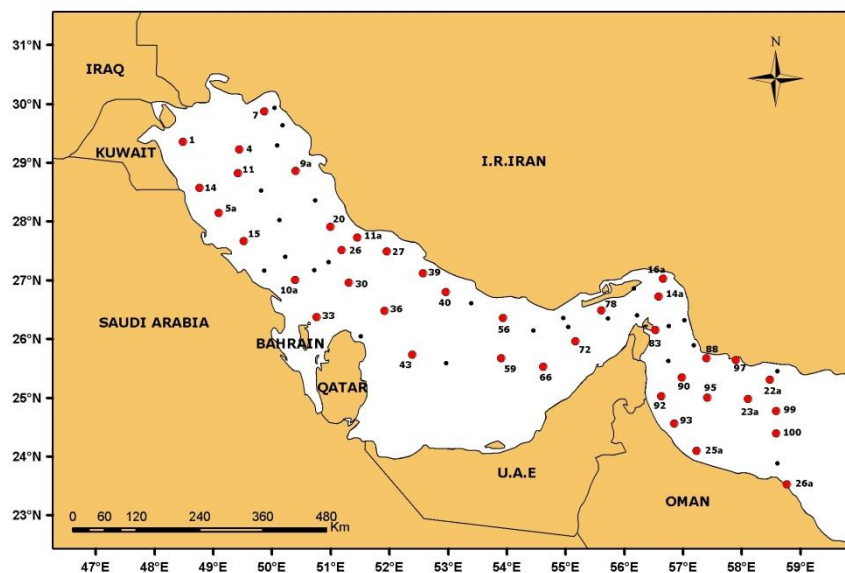 N
31°N
30°N
29°N
28°N
27°N
26°N
25°N
24°N
23°N
IRAQ
KUWAIT
I.R.IRAN
SAUDI ARABIA
BAHRAIN
QATAR
U.A.E
OMAN
7
1
4
11
9a
14
5a
15
20
11a
26
27
10a
30
39
40
33
36
43
56
59
66
72
78
16a
14a
83
88
97
90
95
92
93
22a
23a
99
100
25a
26a
0 60 120 240 360 480
Km
47°E 48°E 49°E 50°E 51°E 52°E 53°E 54°E 55°E 56°E 57°E 58°E 59°E